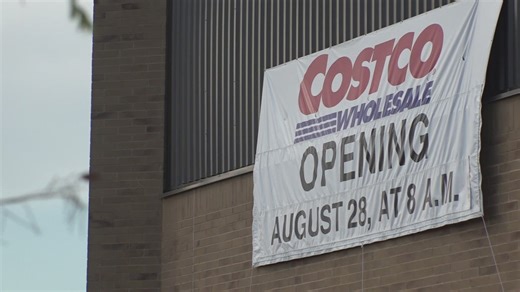 COSTCO
WHOLESALE
OPENING
AUGUST 28, AT 8 A.M.